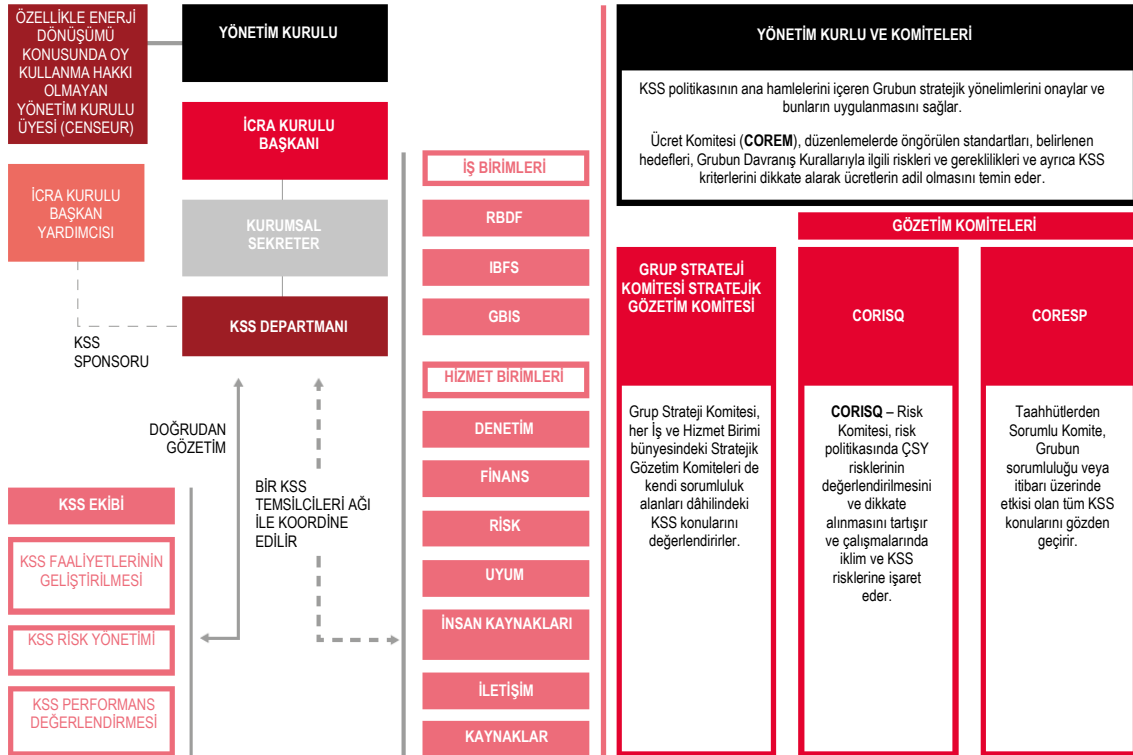 ÖZELLİKLE ENERJİ
DÖNÜŞÜMÜ
KONUSUNDA OY
KULLANMA HAKKI
OLMAYAN
YÖNETİM KURULU
ÜYESİ (CENSEUR)
YÖNETİM KURULU
İCRA KURULU
BAŞKANI
İCRA KURULU
BAŞKAN
YARDIMCISI
KURUMSAL
SEKRETER
KSS DEPARTMANI
KSS
SPONSORU
DOĞRUDAN
GÖZETİM
BİR KSS
TEMSİLCİLERİ AĞI
İLE KOORDİNE
EDİLİR
KSS EKİBİ
KSS FAALİYETLERİNİN
GELİŞTİRİLMESİ
KSS RİSK YÖNETİMİ
KSS PERFORMANS
DEĞERLENDİRMESİ
İŞ BİRİMLERİ
RBDF
IBFS
GBIS
HİZMET BİRİMLERİ
DENETİM
FİNANS
RİSK
UYUM
İNSAN KAYNAKLARI
İLETİŞİM
KAYNAKLAR
YÖNETİM KURLU VE KOMİTELERİ
KSS politikasının ana hamlelerini içeren Grubun stratejik yönelimlerini onaylar ve
bunların uygulanmasını sağlar.
Ücret Komitesi (COREM), düzenlemelerde öngörülen standartları, belirlenen
hedefleri, Grubun Davranış Kurallarıyla ilgili riskleri ve gereklilikleri ve ayrıca KSS
kriterlerini dikkate alarak ücretlerin adil olmasını temin eder.
GÖZETİM KOMİTELERİ
GRUP STRATEJİ
KOMİTESİ STRATEJİK
GÖZETİM KOMİTESİ
Grup Strateji Komitesi,
her İş ve Hizmet Birimi
bünyesindeki Stratejik
Gözetim Komiteleri de
kendi sorumluluk
alanları dâhilindeki
KSS konularını
değerlendirirler.
CORISQ
CORISQ – Risk
Komitesi, risk
politikasında ÇSY
risklerinin
değerlendirilmesini
ve dikkate
alınmasını tartışır
ve çalışmalarında
iklim ve KSS
risklerine işaret
eder.
CORESP
Taahhütlerden
Sorumlu Komite,
Grubun
sorumluluğu veya
itibarı üzerinde
etkisi olan tüm KSS
konularını gözden
geçirir.